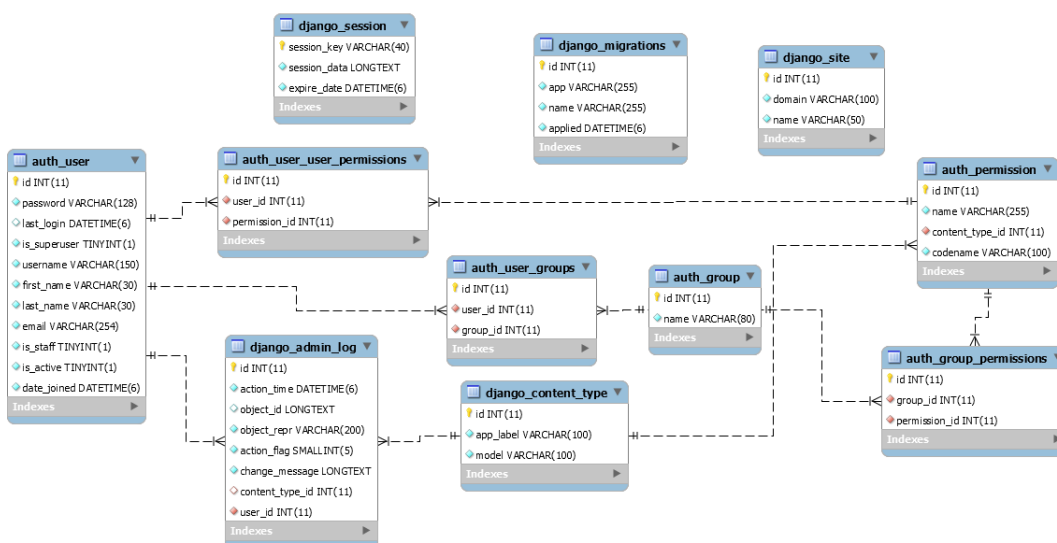 django_session
session_key VARCHAR(40)
session_data LONGTEXT
expire_date DATETIME(6)
Indexes
django_migrations
id INT(11)
app VARCHAR(255)
name VARCHAR(255)
applied DATETIME(6)
Indexes
django_site
id INT(11)
domain VARCHAR(100)
name VARCHAR(50)
Indexes
auth_user
id INT(11)
password VARCHAR(128)
last_login DATETIME(6)
is_superuser TINYINT(1)
username VARCHAR(150)
first_name VARCHAR(30)
last_name VARCHAR(30)
email VARCHAR(254)
is_staff TINYINT(1)
is_active TINYINT(1)
date_joined DATETIME(6)
Indexes
auth_user_user_permissions
id INT(11)
user_id INT(11)
permission_id INT(11)
Indexes
auth_permission
id INT(11)
name VARCHAR(255)
content_type_id INT(11)
codename VARCHAR(100)
Indexes
auth_user_groups
id INT(11)
user_id INT(11)
group_id INT(11)
Indexes
auth_group
id INT(11)
name VARCHAR(80)
Indexes
django_admin_log
id INT(11)
action_time DATETIME(6)
object_id LONGTEXT
object_repr VARCHAR(200)
action_flag SMALLINT(5)
change_message LONGTEXT
content_type_id INT(11)
user_id INT(11)
Indexes
django_content_type
id INT(11)
app_label VARCHAR(100)
model VARCHAR(100)
Indexes
auth_group_permissions
id INT(11)
group_id INT(11)
permission_id INT(11)
Indexes